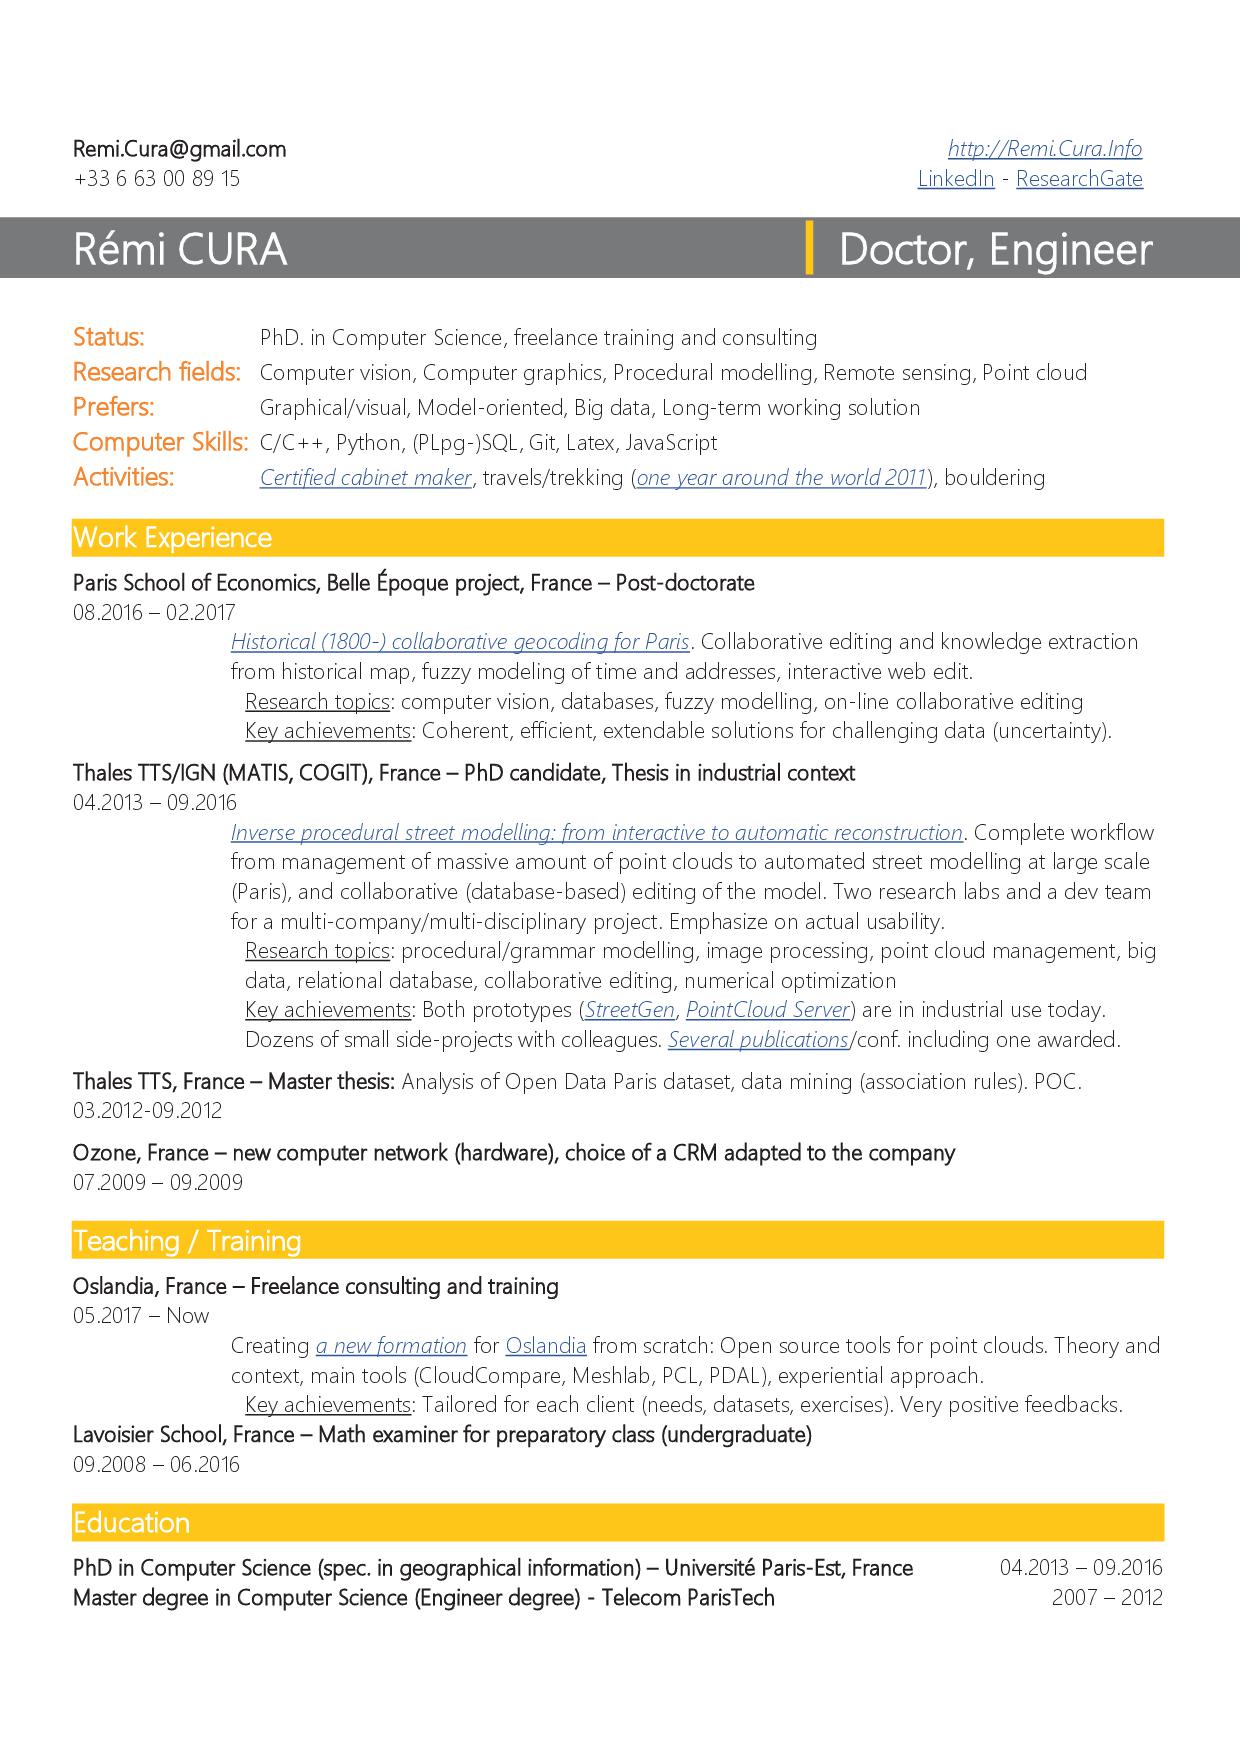 Remi.Cura@gmail.com http://Remi.Cura.Info
+33 6 63 00 89 15 LinkedIn - ResearchGate
Rémi CURA Doctor, Engineer
Status: PhD. in Computer Science, freelance training and consulting
Research fields: Computer vision, Computer graphics, Procedural modelling, Remote sensing, Point cloud
Prefers: Graphical/visual, Model-oriented, Big data, Long-term working solution
Computer Skills: C/C++, Python, (PLpg-)SQL, Git, Latex, JavaScript
Activities: Certified cabinet maker, travels/trekking (one year around the world 2011), bouldering
Work Experience
Paris School of Economics, Belle Époque project, France – Post-doctorate
08.2016 – 02.2017
Historical (1800-) collaborative geocoding for Paris. Collaborative editing and knowledge extraction
from historical map, fuzzy modeling of time and addresses, interactive web edit.
Research topics: computer vision, databases, fuzzy modelling, on-line collaborative editing
Key achievements: Coherent, efficient, extendable solutions for challenging data (uncertainty).
Thales TTS/IGN (MATIS, COGIT), France – PhD candidate, Thesis in industrial context
04.2013 – 09.2016
Inverse procedural street modelling: from interactive to automatic reconstruction. Complete workflow
from management of massive amount of point clouds to automated street modelling at large scale
(Paris), and collaborative (database-based) editing of the model. Two research labs and a dev team
for a multi-company/multi-disciplinary project. Emphasize on actual usability.
Research topics: procedural/grammar modelling, image processing, point cloud management, big
data, relational database, collaborative editing, numerical optimization
Key achievements: Both prototypes (StreetGen, PointCloud Server) are in industrial use today.
Dozens of small side-projects with colleagues. Several publications/conf. including one awarded.
Thales TTS, France – Master thesis: Analysis of Open Data Paris dataset, data mining (association rules). POC.
03.2012-09.2012
Ozone, France – new computer network (hardware), choice of a CRM adapted to the company
07.2009 – 09.2009
Teaching / Training
Oslandia, France – Freelance consulting and training
05.2017 – Now
Creating a new formation for Oslandia from scratch: Open source tools for point clouds. Theory and
context, main tools (CloudCompare, Meshlab, PCL, PDAL), experiential approach.
Key achievements: Tailored for each client (needs, datasets, exercises). Very positive feedbacks.
Lavoisier School, France – Math examiner for preparatory class (undergraduate)
09.2008 – 06.2016
Education
PhD in Computer Science (spec. in geographical information) – Université Paris-Est, France 04.2013 – 09.2016
Master degree in Computer Science (Engineer degree) - Telecom ParisTech 2007 – 2012